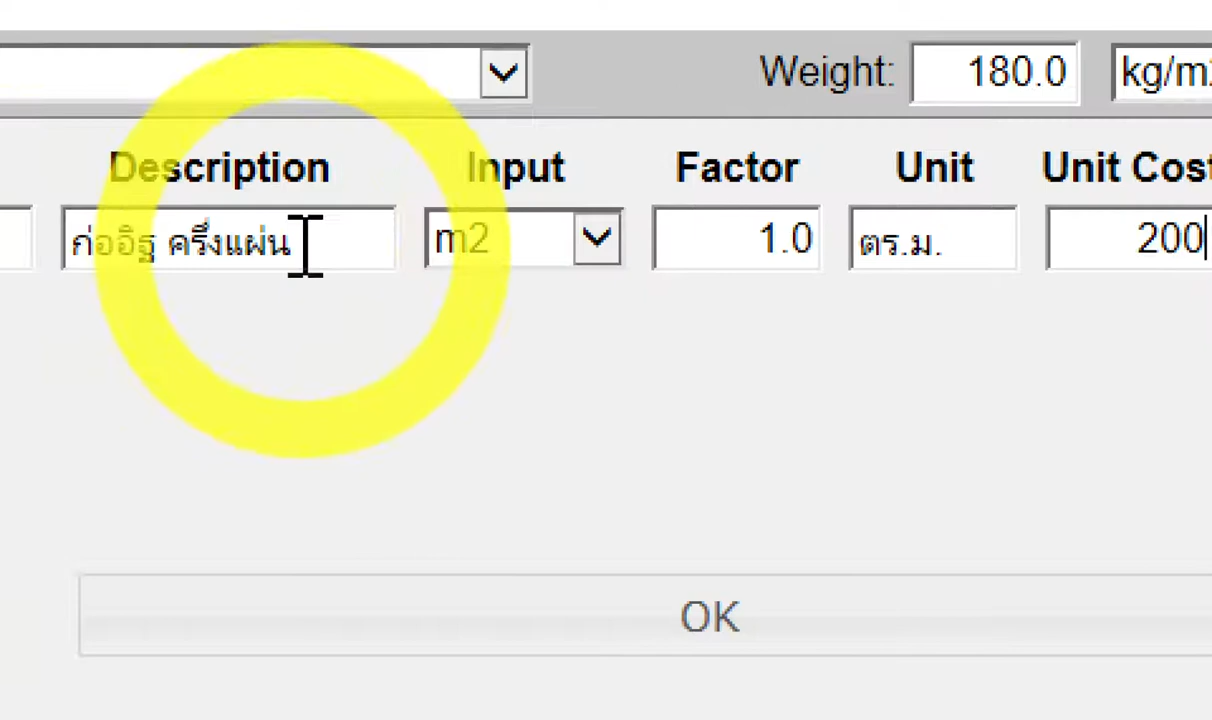 Weight: 180.0 kg/m
Description Input Factor Unit Unit Cost
ก่ออิฐ ครึ่งแผ่น m2 1.0 ตร.ม. 200
OK